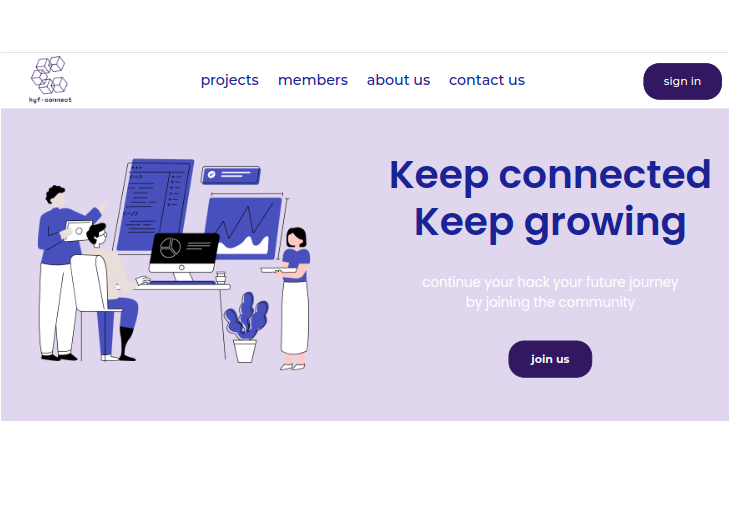 hyf-connect
projects members about us contact us
sign in
Keep connected
Keep growing
continue your hack your future journey
by joining the community
join us